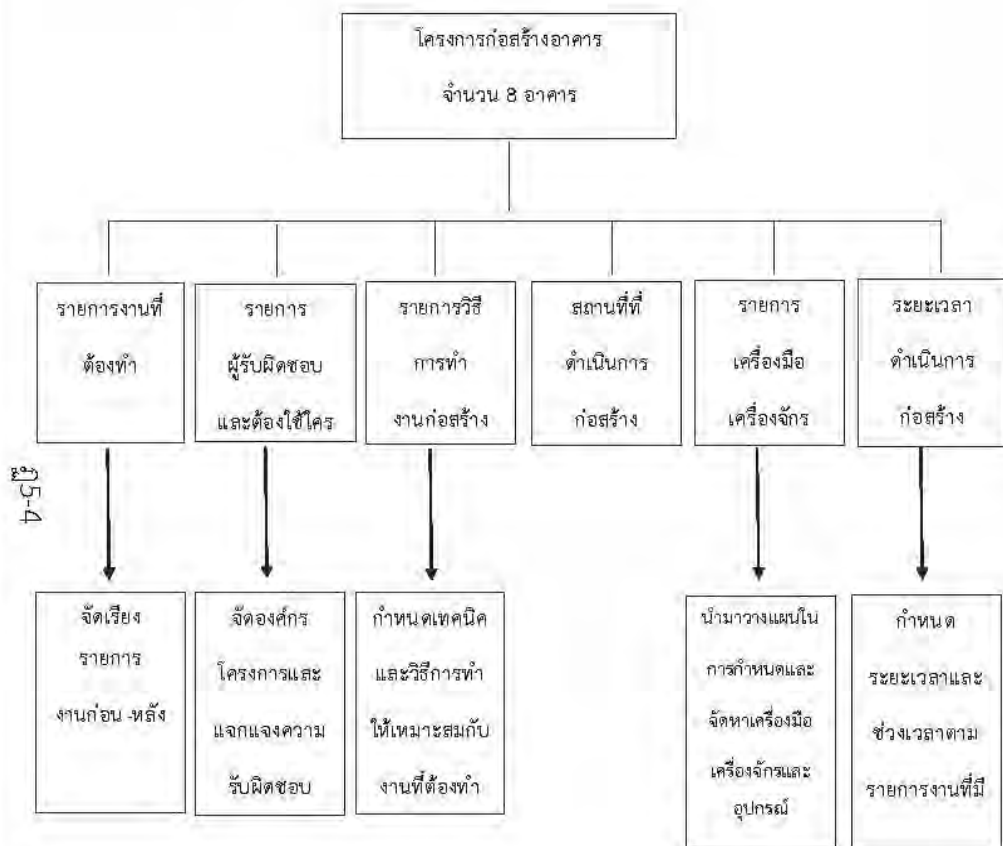 โครงการก่อสร้างอาคาร
จำนวน 8 อาคาร
รายการงานที่
ต้องทำ
รายการ
ผู้รับผิดชอบ
และต้องใช้ใคร
รายการวิธี
การทำ
งานก่อสร้าง
สถานที่ที่
ดำเนินการ
ก่อสร้าง
รายการ
เครื่องมือ
เครื่องจักร
ระยะเวลา
ดำเนินการ
ก่อสร้าง
ฏ5-4
จัดเรียง
รายการ
งานก่อน -หลัง
จัดองค์กร
โครงการและ
แจกแจงความ
รับผิดชอบ
กำหนดเทคนิค
และวิธีการทำ
ให้เหมาะสมกับ
งานที่ต้องทำ
นำมาวางแผนใน
การกำหนดและ
จัดหาเครื่องมือ
เครื่องจักรและ
อุปกรณ์
กำหนด
ระยะเวลาและ
ช่วงเวลาตาม
รายการงานที่มี